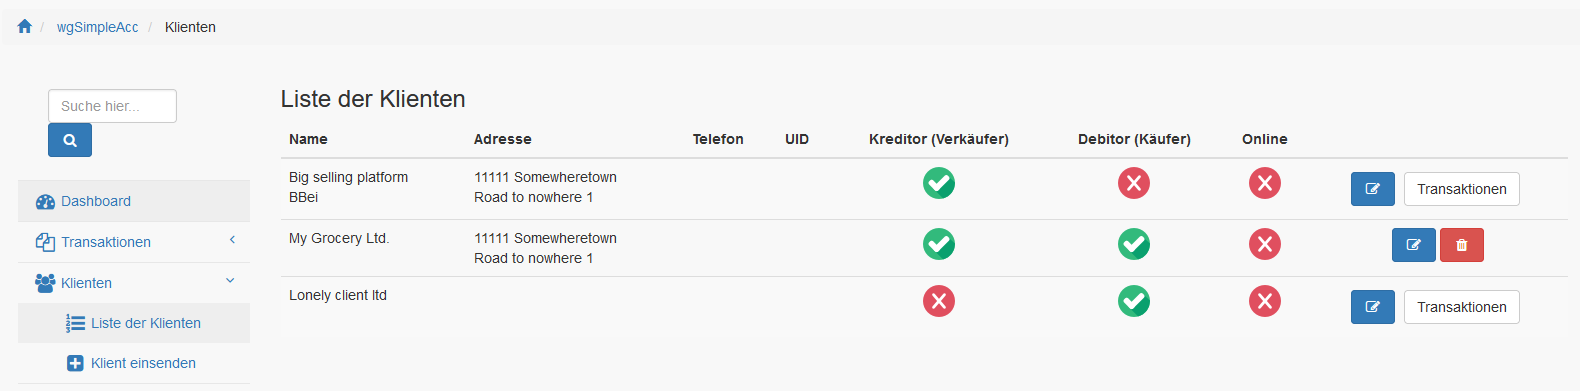 / wgSimpleAcc / Klienten
Suche hier...
Dashboard
Transaktionen
Klienten
Liste der Klienten
Klient einsenden
Liste der Klienten
Name Adresse Telefon UID Kreditor (Verkäufer) Debitor (Käufer) Online
Big selling platform 11111 Somewheretown Transaktionen
BBei Road to nowhere 1
My Grocery Ltd. 11111 Somewheretown
Road to nowhere 1
Lonely client ltd Transaktionen